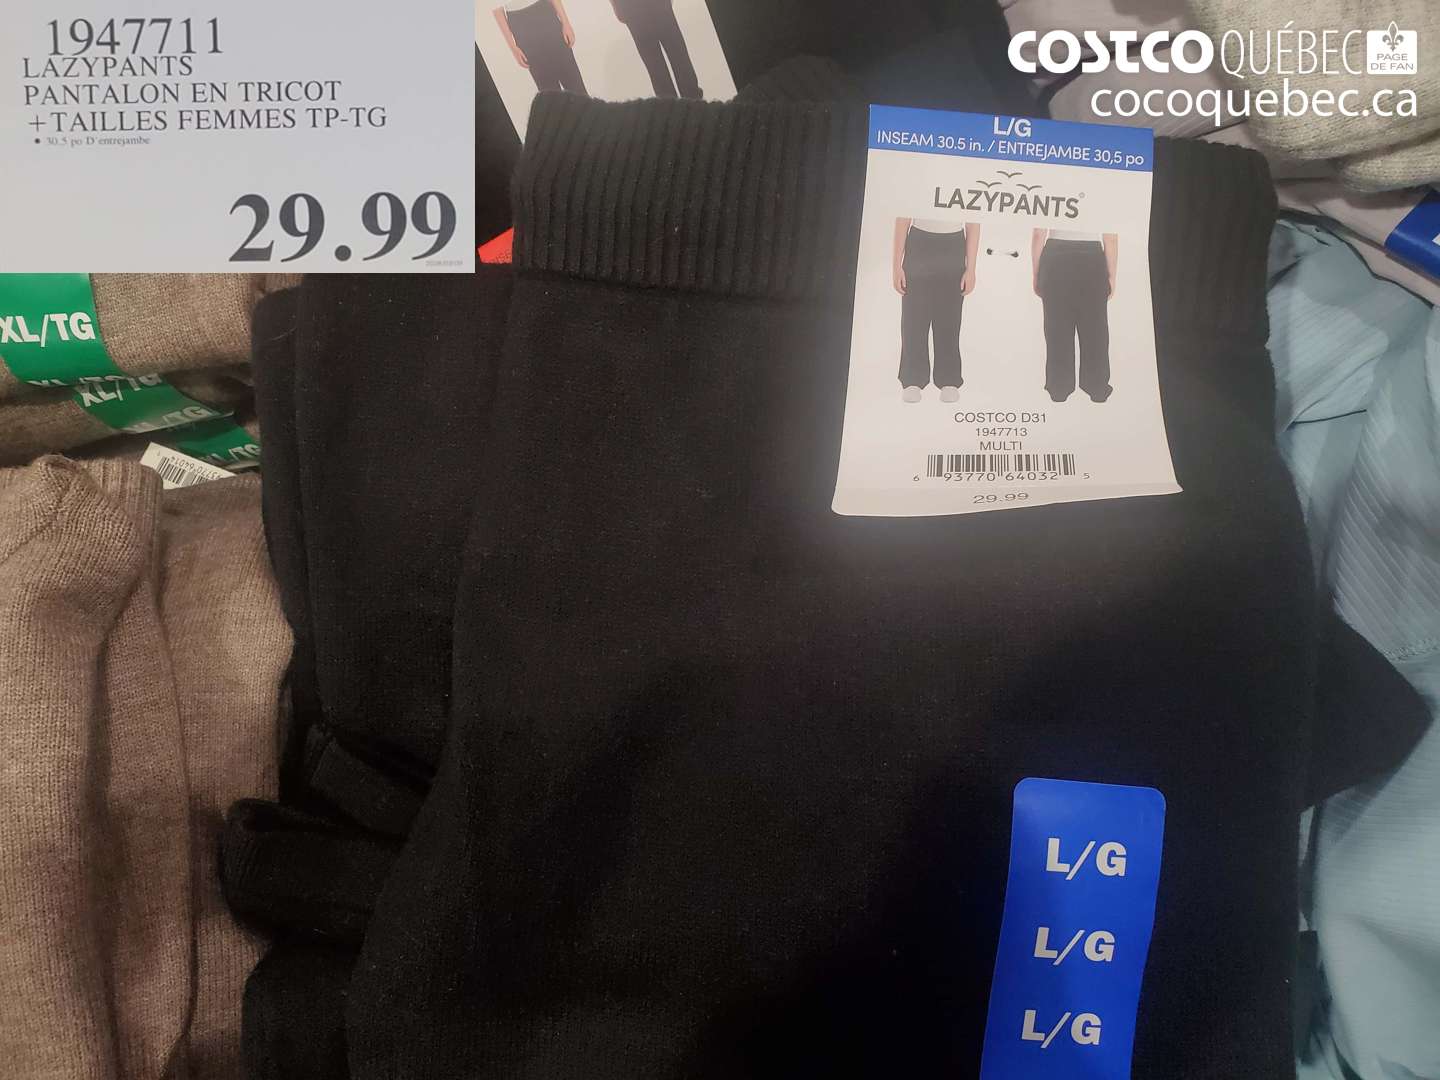 1947711
LAZYPANTS
PANTALON EN TRICOT
+TAILLES FEMMES TP-TG
• 30.5 po D'entrejambe
29.99
COSTCO QUÉBEC PAGE DE FAN
cocoquebec.ca
L/G
INSEAM 30.5 in. / ENTREJAMBE 30,5 po
LAZYPANTS
COSTCO D31
1947713
MULTI
6 93770 64032 5
29.99
XL/TG
XL/TG
L/G
L/G
L/G